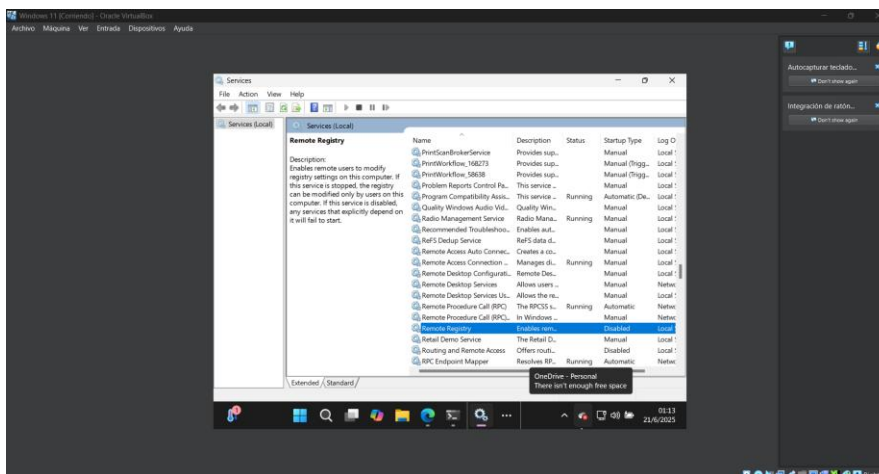 Windows 11 [Corriendo] - Oracle VirtualBox
Archivo Máquina Ver Entrada Dispositivos Ayuda
Autocapturar teclado...
Don't show again
Integración de ratón...
Don't show again
Services
File Action View Help
Services (Local)
Services (Local)
Remote Registry
Description:
Enables remote users to modify
registry settings on this computer. If
this service is stopped, the registry
can be modified only by users on this
computer. If this service is disabled,
any services that explicitly depend on
it will fail to start.
Name Description Status Startup Type Log O
PrintScanBrokerService Provides sup... Manual Local
PrintWorkflow_168273 Provides sup... Manual (Trigg... Local
PrintWorkflow_58638 Provides sup... Manual (Trigg... Local
Problem Reports Control Pa... This service ... Manual Local
Program Compatibility Assis... This service ... Running Automatic (De... Local
Quality Windows Audio Vid... Quality Win... Manual Local
Radio Management Service Radio Mana... Running Manual Local
Recommended Troubleshoo... Enables aut... Manual Local
ReFS Dedup Service ReFS data d... Manual Local
Remote Access Auto Connec... Creates a co... Manual Local
Remote Access Connection ... Manages di... Running Manual Local
Remote Desktop Configurati... Remote Des... Manual Local
Remote Desktop Services Allows users ... Manual Netwo
Remote Desktop Services Us... Allows the re... Manual Local
Remote Procedure Call (RPC) The RPCSS s... Running Automatic Netwo
Remote Procedure Call (RPC)... In Windows ... Manual Netwo
Remote Registry Enables rem... Disabled Local
Retail Demo Service The Retail D... Manual Local
Routing and Remote Access Offers routi... Disabled Local
RPC Endpoint Mapper Resolves RP... Running Automatic Netwo
Extended Standard
OneDrive - Personal
There isn't enough free space
01:13
21/6/2025